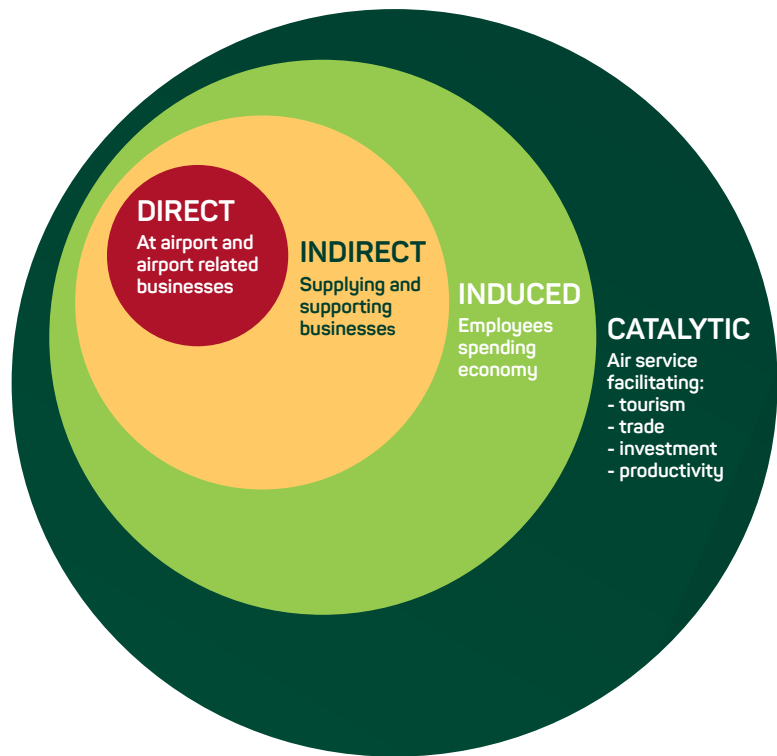 DIRECT
At airport and
airport related
businesses
INDIRECT
Supplying and
supporting
businesses
INDUCED
Employees
spending
economy
CATALYTIC
Air service
facilitating:
- tourism
- trade
- investment
- productivity